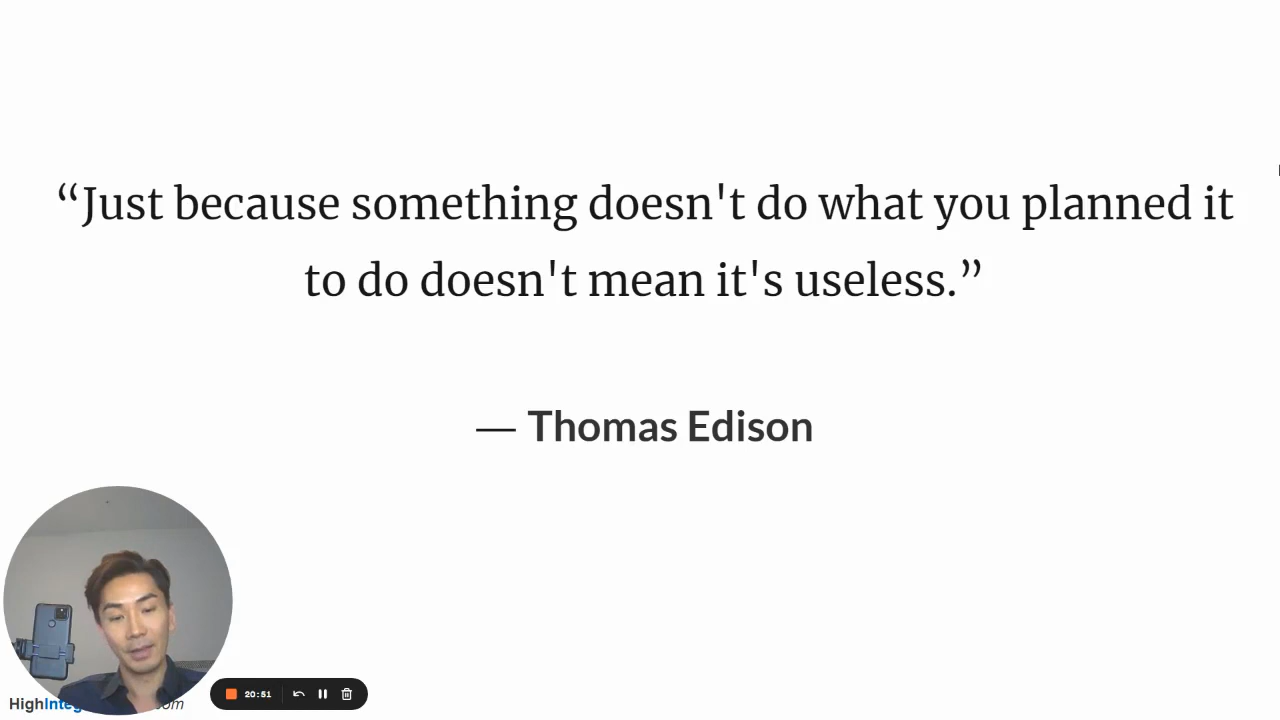 “Just because something doesn't do what you planned it
to do doesn't mean it's useless.”
— Thomas Edison
20:51